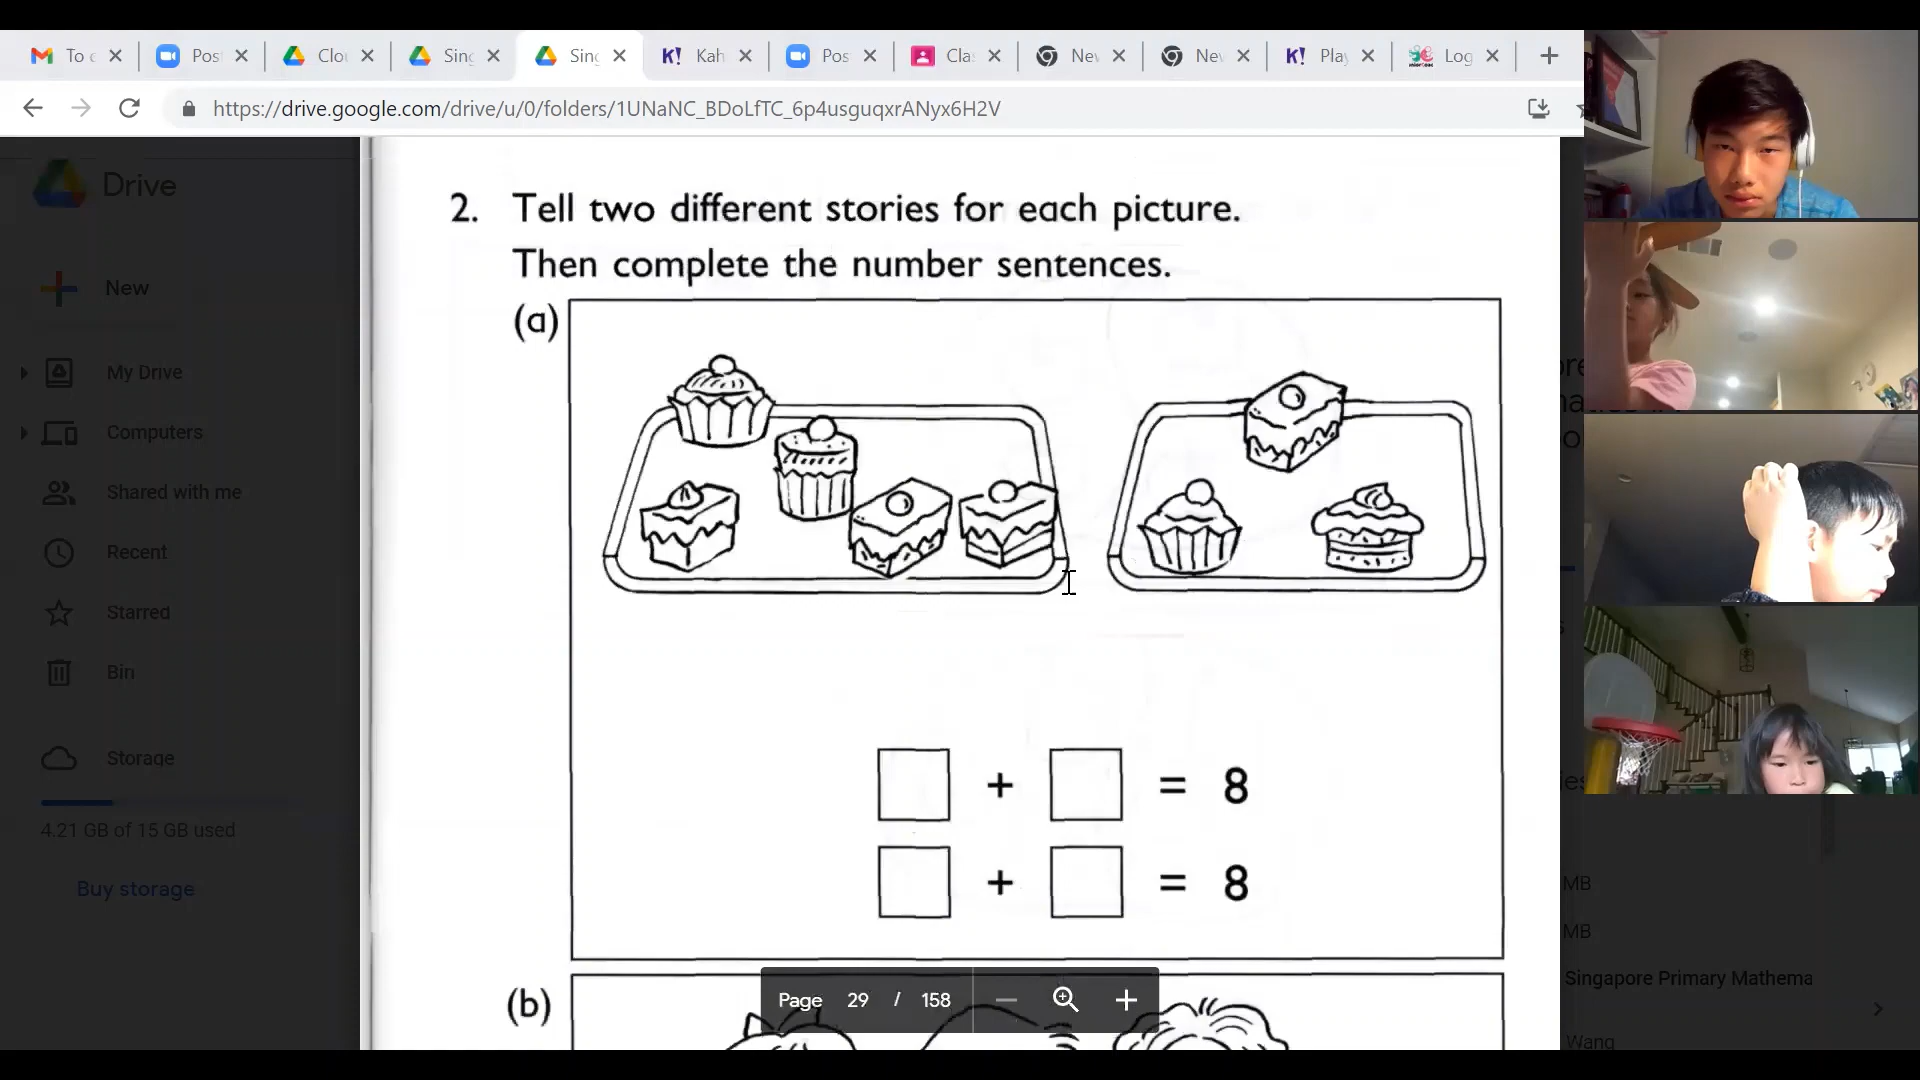 To e
Post
Clo
Sing
Sing
K! Kah
Pos
Cla
Nev
Nev
K! Play
Log
https://drive.google.com/drive/u/0/folders/1UNaNC_BDoLfTC_6p4usguqxrANyx6H2V
Drive
New
My Drive
Computers
Shared with me
Recent
Starred
Bin
Storage
4.21 GB of 15 GB used
Buy storage
2. Tell two different stories for each picture.
Then complete the number sentences.
(a)
+ = 8
+ = 8
(b)
Page 29 / 158
MB
MB
Singapore Primary Mathema
Wang